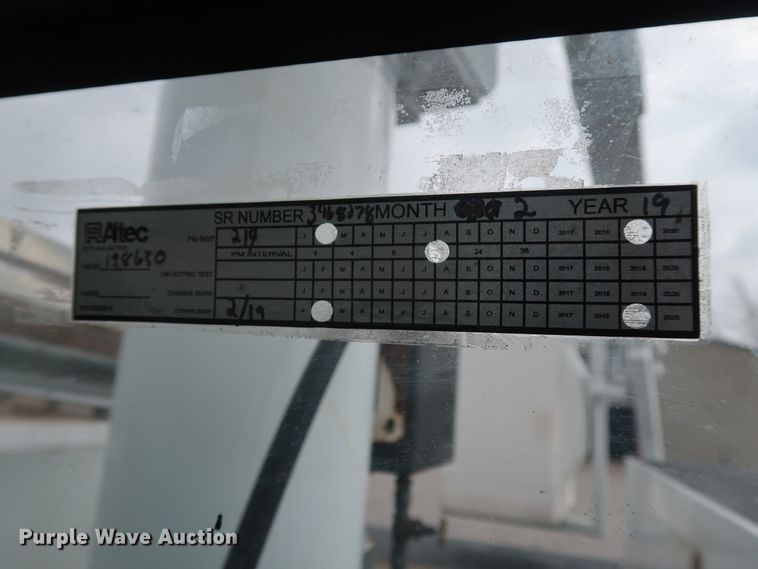 SR NUMBER 3468278 MONTH 2 YEAR 19
Altec
PM INSP. 219 J M A M J J A S O N D 2017 2018 2020
198630 PM INTERVAL 1 4 6 24 36
DIELECTRIC TEST J F M A M J J A S O N D 2017 2018 2019 2020
J F M A M J J A S O N D 2017 2018 2019 2020
OTHER INSP. 2/19 J M A M J J A S O N D 2017 2018 2020
Purple Wave Auction